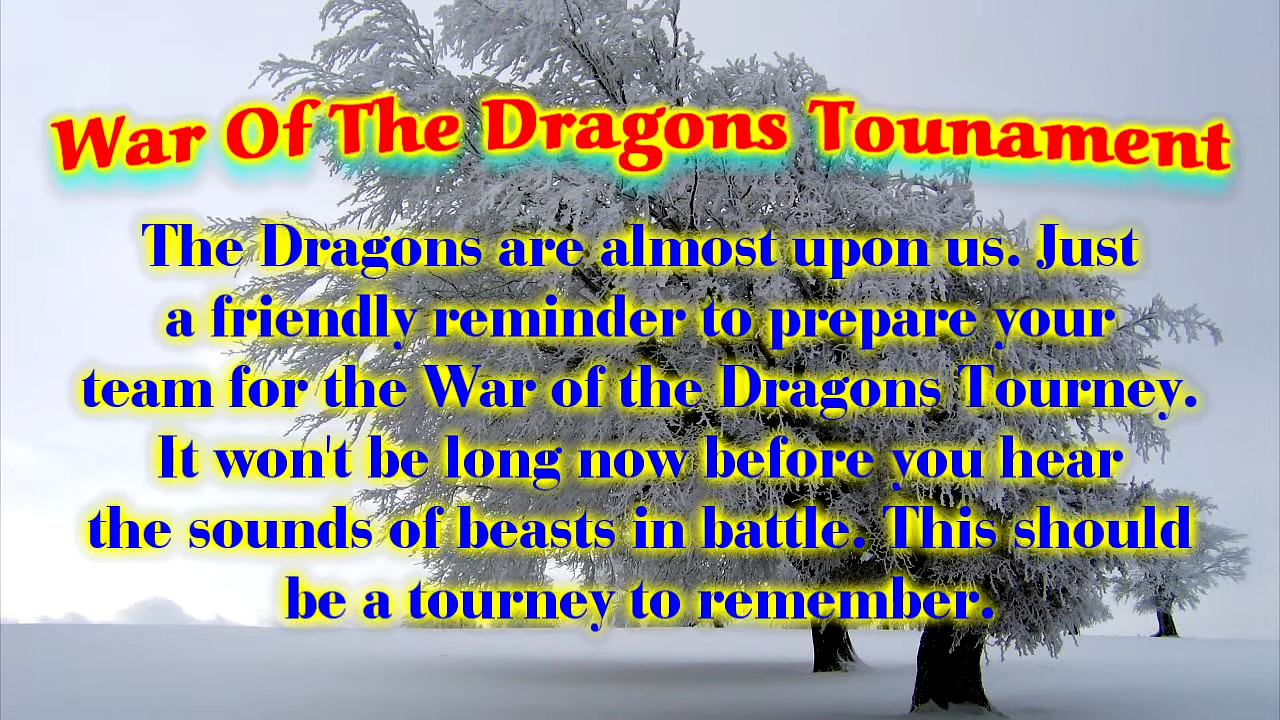 War Of The Dragons Tounament
The Dragons are almost upon us. Just
a friendly reminder to prepare your
team for the War of the Dragons Tourney.
It won't be long now before you hear
the sounds of beasts in battle. This should
be a tourney to remember.